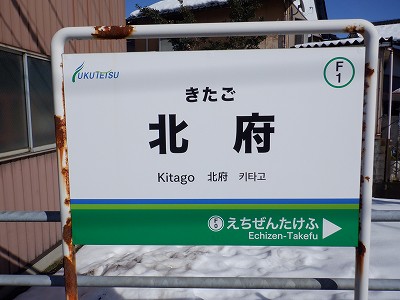 FUKUTETSU
F
1
きたご
北府
Kitago 北府 키타고
F
0
えちぜんたけふ
Echizen-Takefu